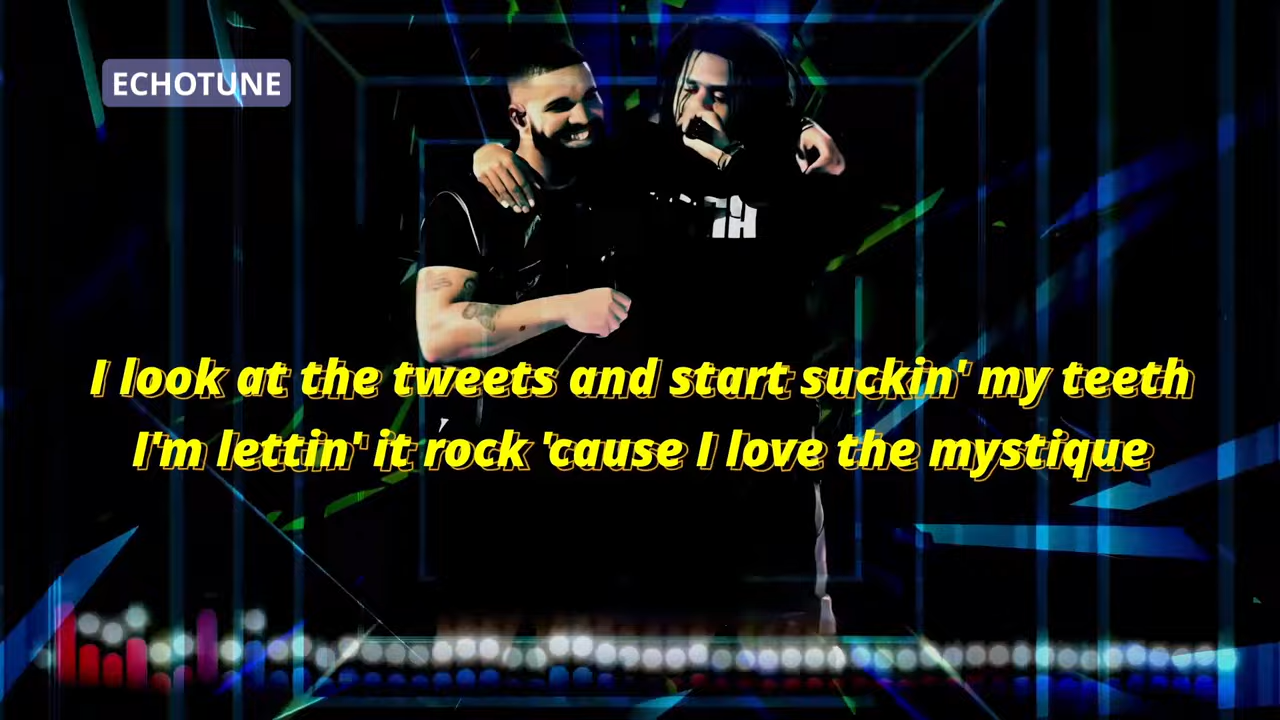 ECHOTUNE
I look at the tweets and start suckin' my teeth
I'm lettin' it rock 'cause I love the mystique